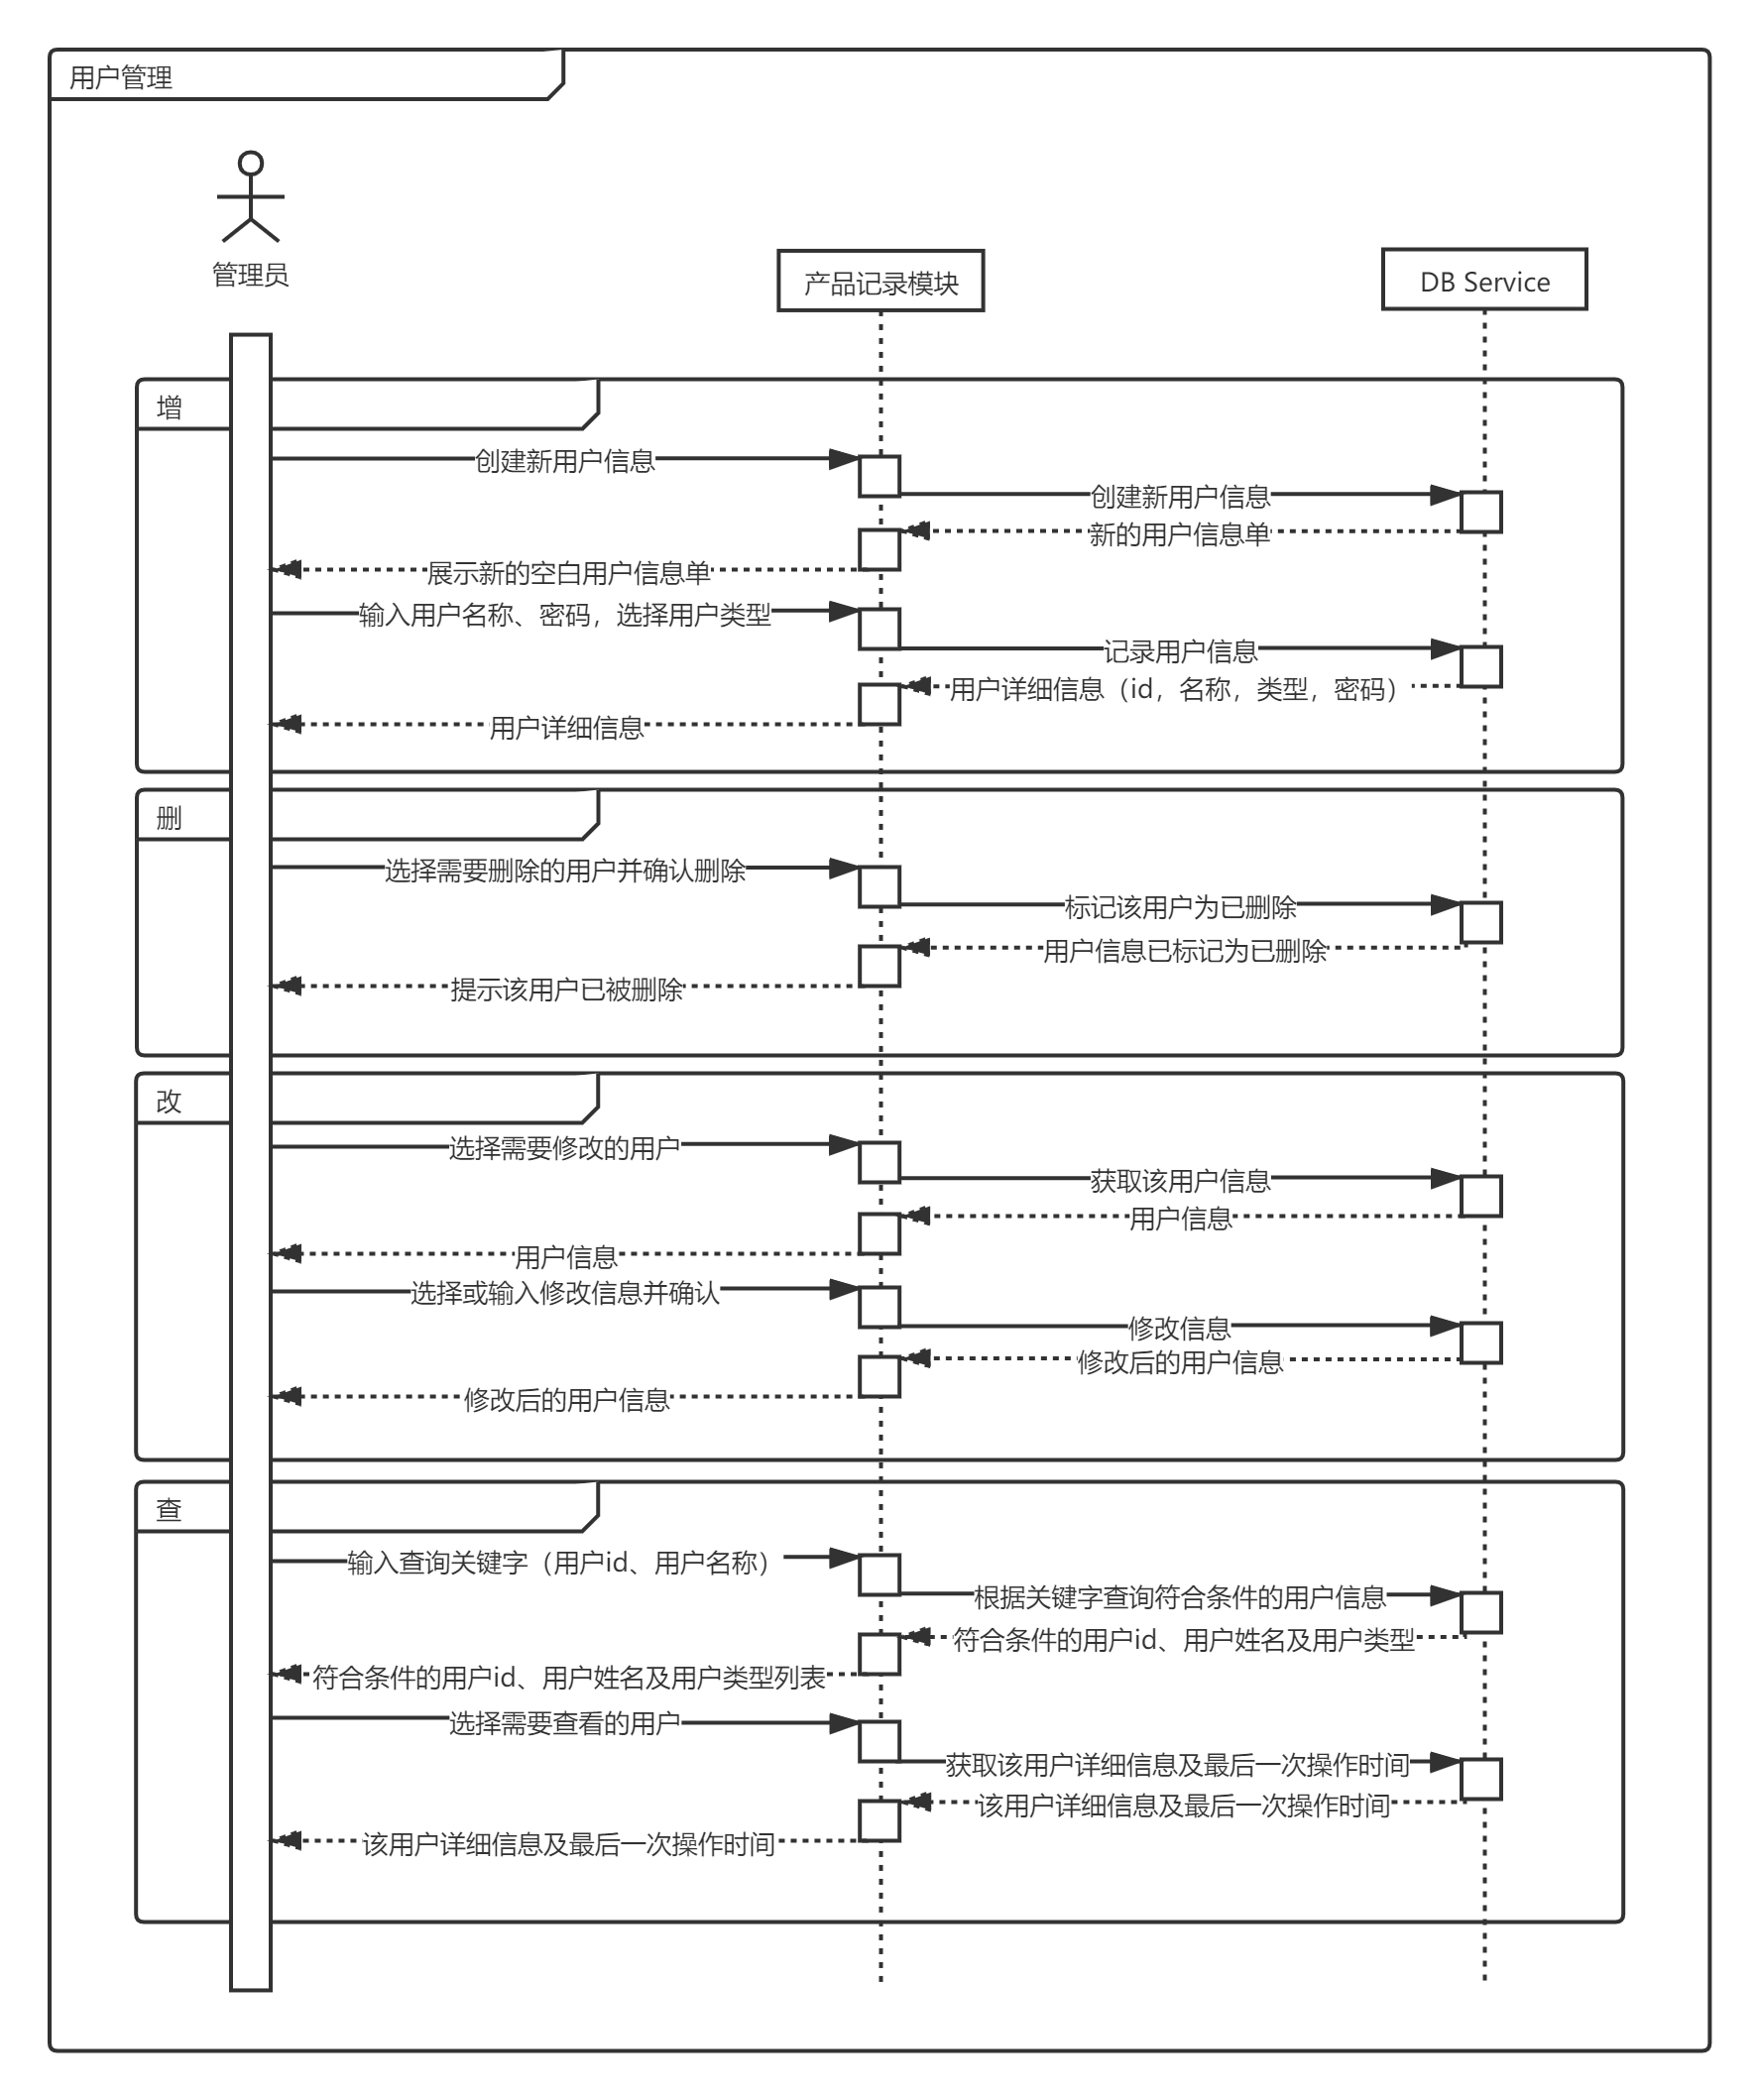 用户管理
管理员
产品记录模块
DB Service
增
创建新用户信息
创建新用户信息
新的用户信息单
展示新的空白用户信息单
输入用户名称、密码，选择用户类型
记录用户信息
用户详细信息（id，名称，类型，密码）
用户详细信息
删
选择需要删除的用户并确认删除
标记该用户为已删除
用户信息已标记为已删除
提示该用户已被删除
改
选择需要修改的用户
获取该用户信息
用户信息
用户信息
选择或输入修改信息并确认
修改信息
修改后的用户信息
修改后的用户信息
查
输入查询关键字（用户id、用户名称）
根据关键字查询符合条件的用户信息
符合条件的用户id、用户姓名及用户类型
符合条件的用户id、用户姓名及用户类型列表
选择需要查看的用户
获取该用户详细信息及最后一次操作时间
该用户详细信息及最后一次操作时间
该用户详细信息及最后一次操作时间